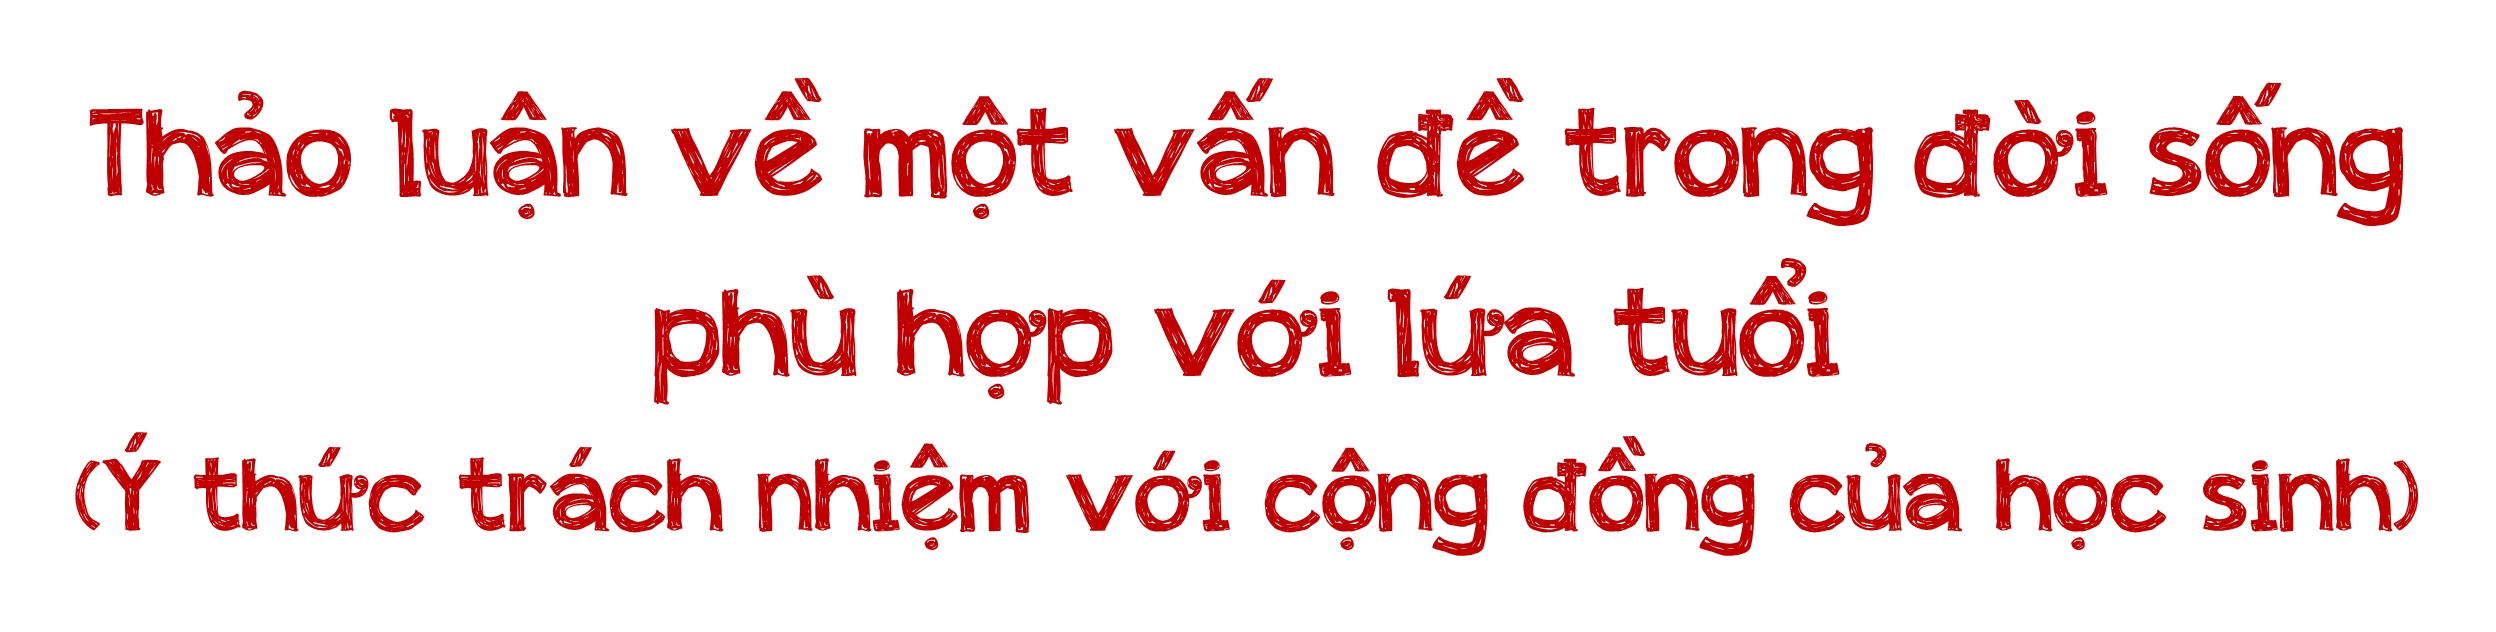 Thảo luận về một vấn đề trong đời sống
phù hợp với lứa tuổi
(Ý thức trách nhiệm với cộng đồng của học sinh)